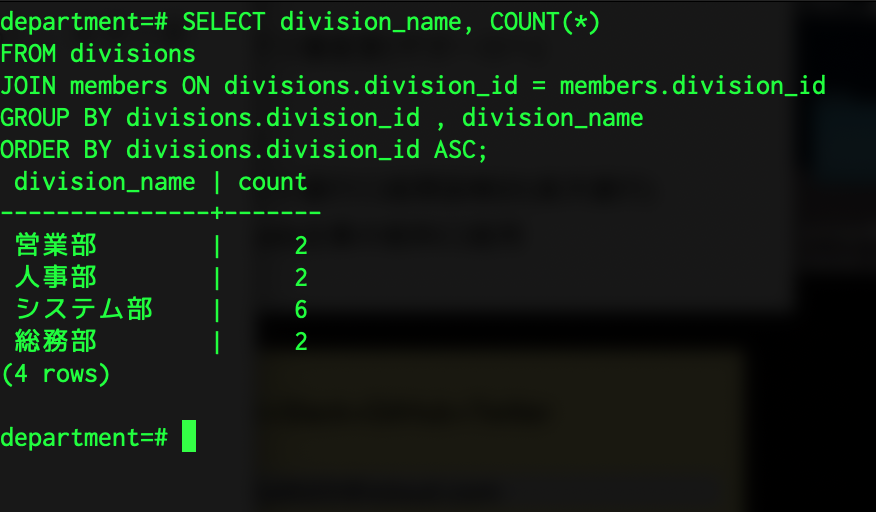 department=# SELECT division_name, COUNT(*)
FROM divisions
JOIN members ON divisions.division_id = members.division_id
GROUP BY divisions.division_id , division_name
ORDER BY divisions.division_id ASC;
 division_name | count
---------------+-------
 営業部        |     2
 人事部        |     2
 システム部    |     6
 総務部        |     2
(4 rows)

department=#